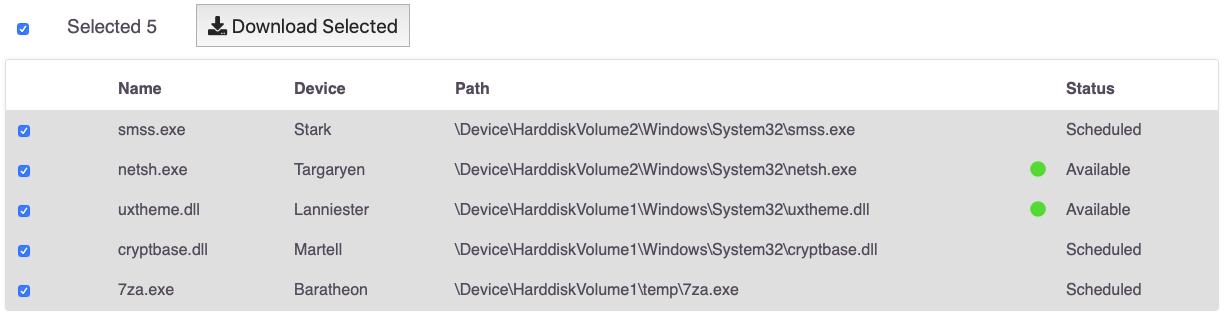 Selected 5 Download Selected
Name Device Path Status
smss.exe Stark \Device\HarddiskVolume2\Windows\System32\smss.exe Scheduled
netsh.exe Targaryen \Device\HarddiskVolume2\Windows\System32\netsh.exe Available
uxtheme.dll Lanniester \Device\HarddiskVolume1\Windows\System32\uxtheme.dll Available
cryptbase.dll Martell \Device\HarddiskVolume1\Windows\System32\cryptbase.dll Scheduled
7za.exe Baratheon \Device\HarddiskVolume1\temp\7za.exe Scheduled